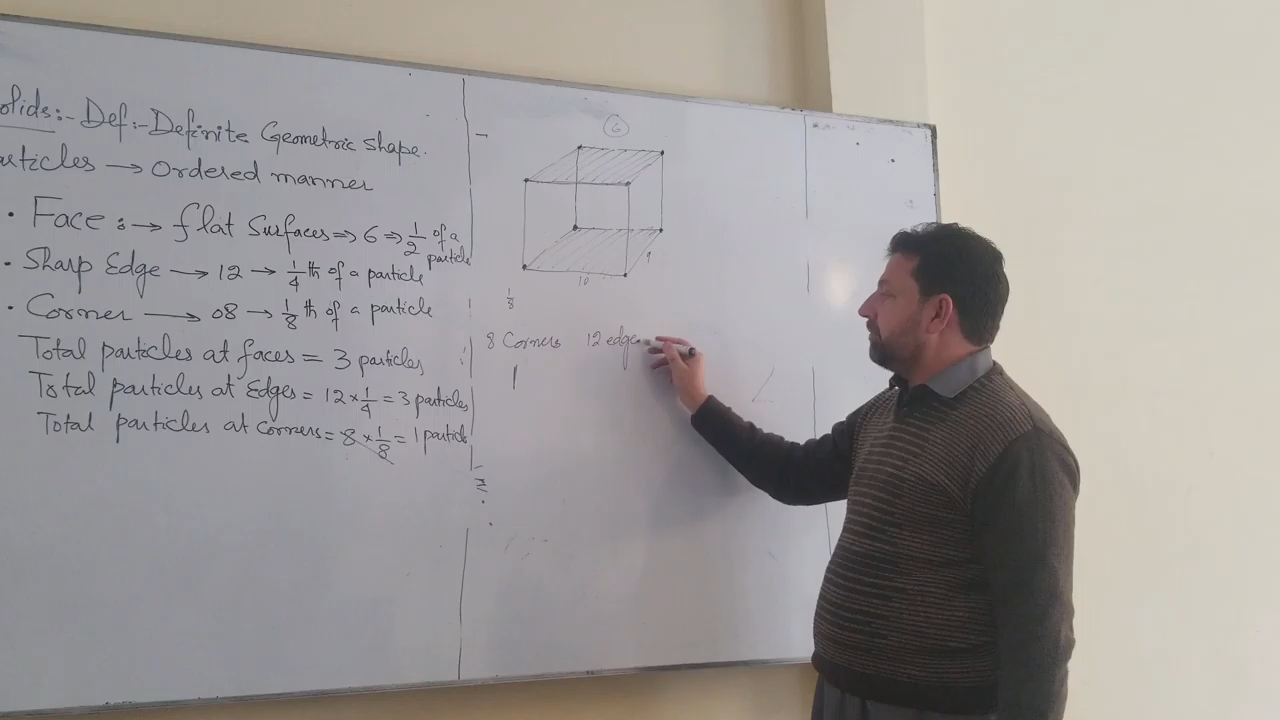 olids:- Def:- Definite Geometric shape.
articles → Ordered manner
• Face :→ flat Surfaces ⇒ 6 ⇒ 1/2 of a particle
• Sharp Edge → 12 → 1/4 th of a particle
• Corner → 08 → 1/8 th of a particle
Total particles at faces = 3 particles
Total particles at Edges = 12 × 1/4 = 3 particles
Total particles at corners = 8 × 1/8 = 1 particle
6
10
9
1/8
8 Corners 12 edge
1